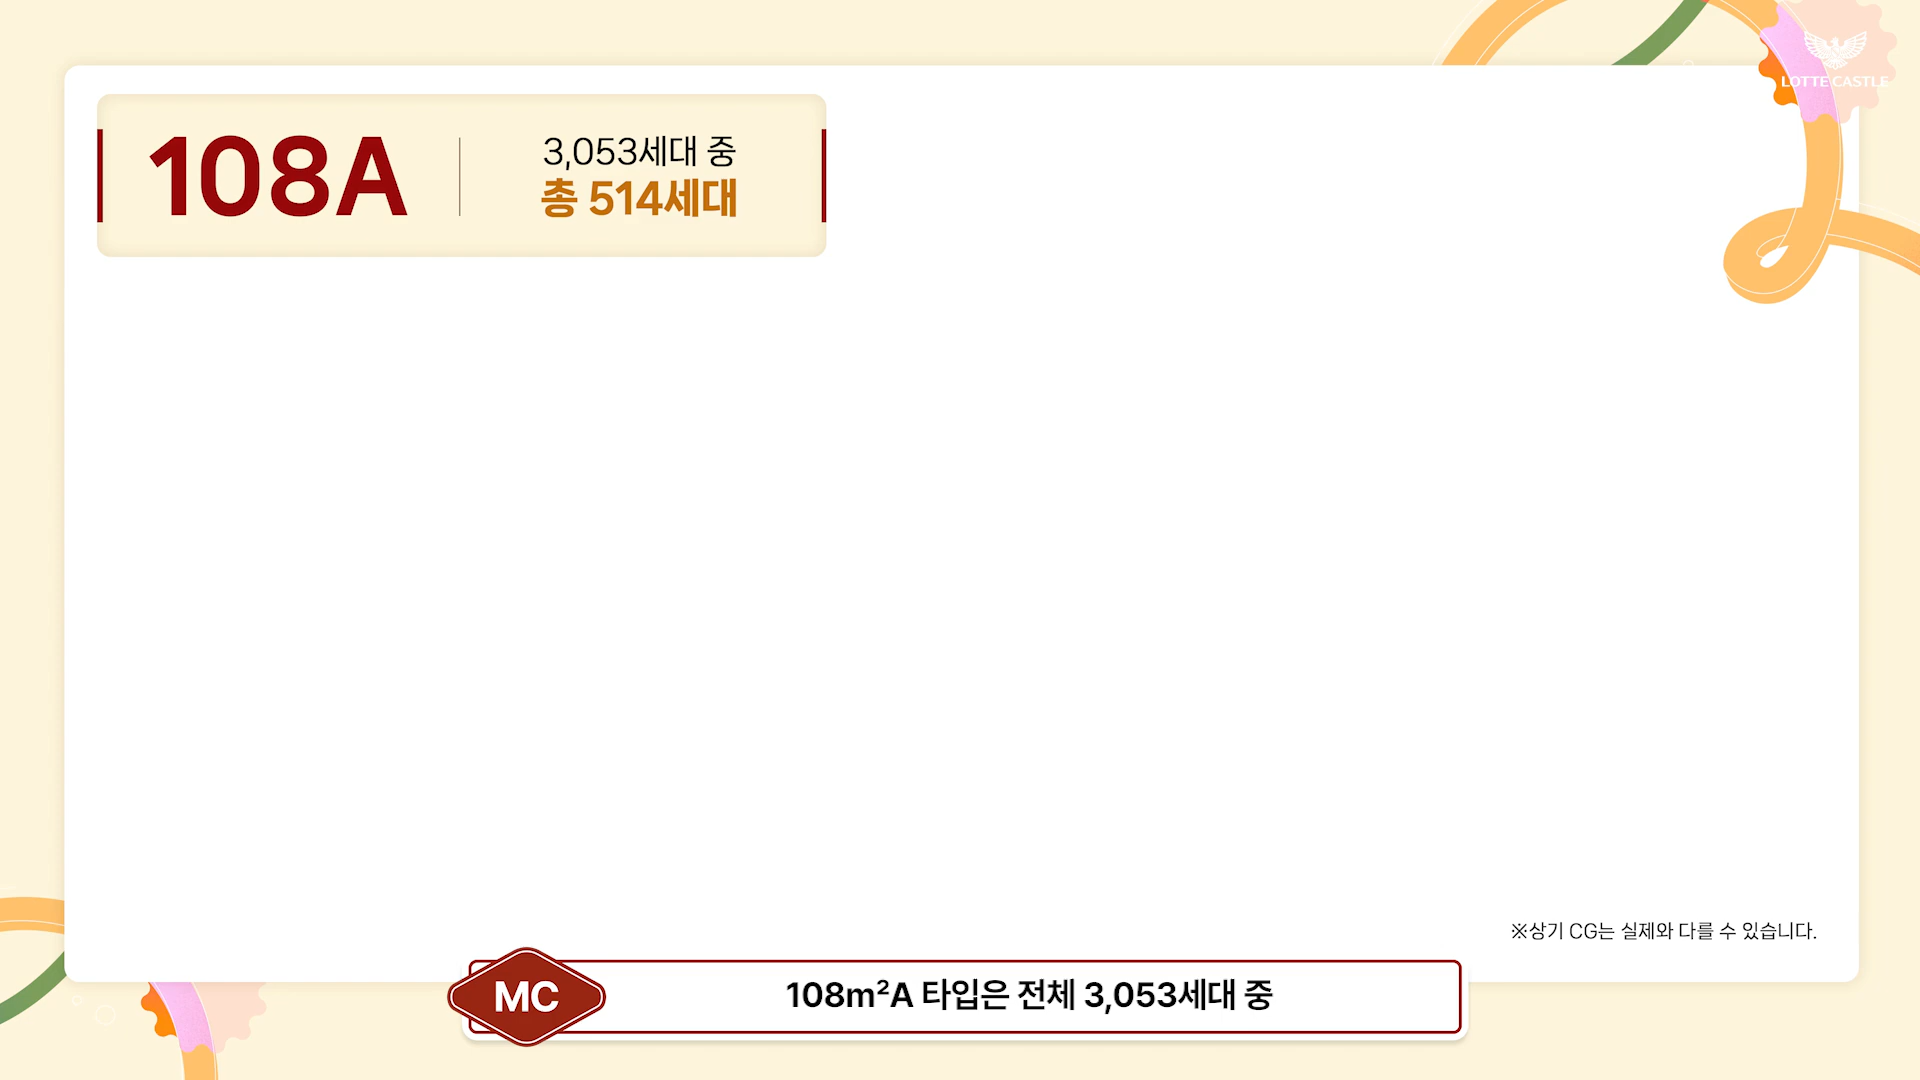 LOTTE CASTLE
108A
3,053세대 중
총 514세대
※상기 CG는 실제와 다를 수 있습니다.
MC
108m²A 타입은 전체 3,053세대 중